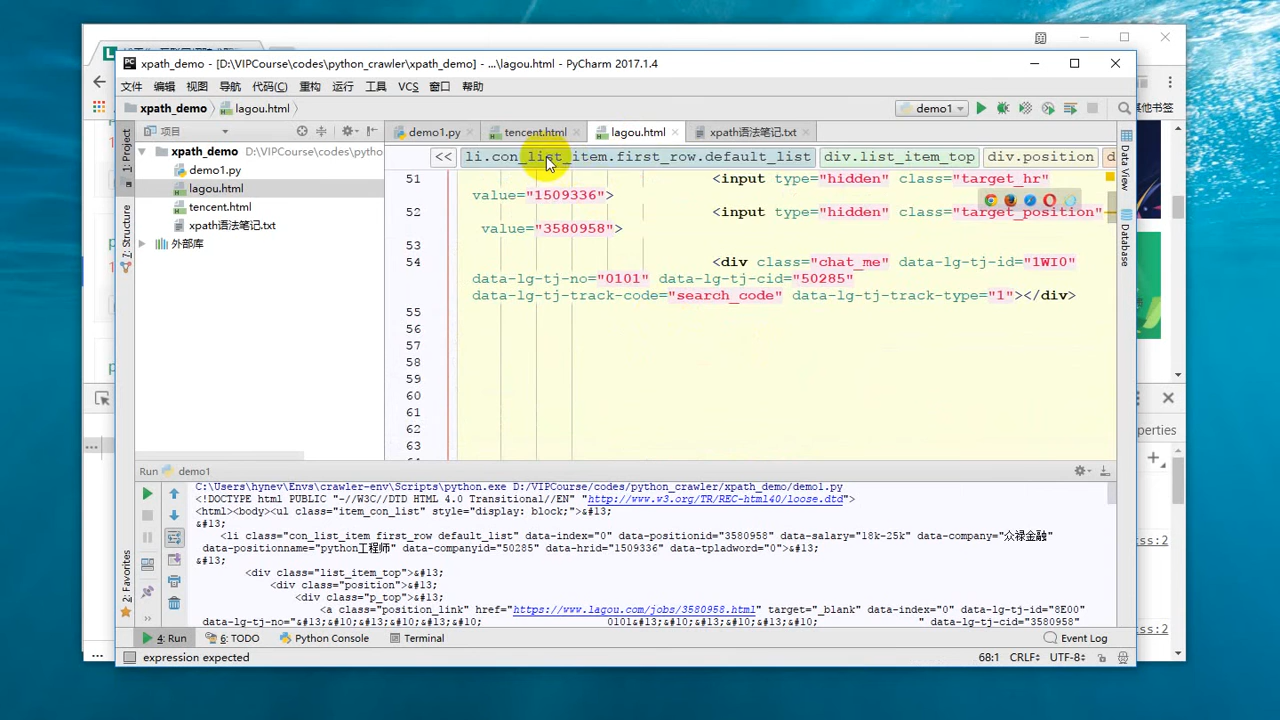 xpath_demo - [D:\VIPCourse\codes\python_crawler\xpath_demo] - ...\lagou.html - PyCharm 2017.1.4
文件 编辑 视图 导航 代码(C) 重构 运行 工具 VCS 窗口 帮助
xpath_demo lagou.html demo1
其他书签
项目 demo1.py tencent.html lagou.html xpath语法笔记.txt
<< li.con_list_item.first_row.default_list div.list_item_top div.position d
1: Project
7: Structure
2: Favorites
Data View
Database
xpath_demo D:\VIPCourse\codes\python_crawler\xpath
demo1.py
lagou.html
tencent.html
xpath语法笔记.txt
外部库
51 <input type="hidden" class="target_hr"
value="1509336">
52 <input type="hidden" class="target_position"
value="3580958">
53
54 <div class="chat_me" data-lg-tj-id="1WI0"
data-lg-tj-no="0101" data-lg-tj-cid="50285"
data-lg-tj-track-code="search_code" data-lg-tj-track-type="1"></div>
55
56
57
58
59
60
61
62
63
Run demo1
C:\Users\hynev\Envs\crawler-env\Scripts\python.exe D:/VIPCourse/codes/python_crawler/xpath_demo/demo1.py
<!DOCTYPE html PUBLIC "-//W3C//DTD HTML 4.0 Transitional//EN" "http://www.w3.org/TR/REC-html40/loose.dtd">
<html><body><ul class="item_con_list" style="display: block;">&#13;
&#13;
<li class="con_list_item first_row default_list" data-index="0" data-positionid="3580958" data-salary="18k-25k" data-company="众禄金融"
data-positionname="python工程师" data-companyid="50285" data-hrid="1509336" data-tpladword="0">&#13;
&#13;
<div class="list_item_top">&#13;
<div class="position">&#13;
<div class="p_top">&#13;
<a class="position_link" href="https://www.lagou.com/jobs/3580958.html" target="_blank" data-index="0" data-lg-tj-id="8E00"
data-lg-tj-no="&#13;&#10;&#13;&#10;&#13;&#10; 0101&#13;&#10;&#13;&#10;&#13;&#10; " data-lg-tj-cid="3580958"
4: Run 6: TODO Python Console Terminal Event Log
expression expected 68:1 CRLF UTF-8
operties
ss:2
ss:2